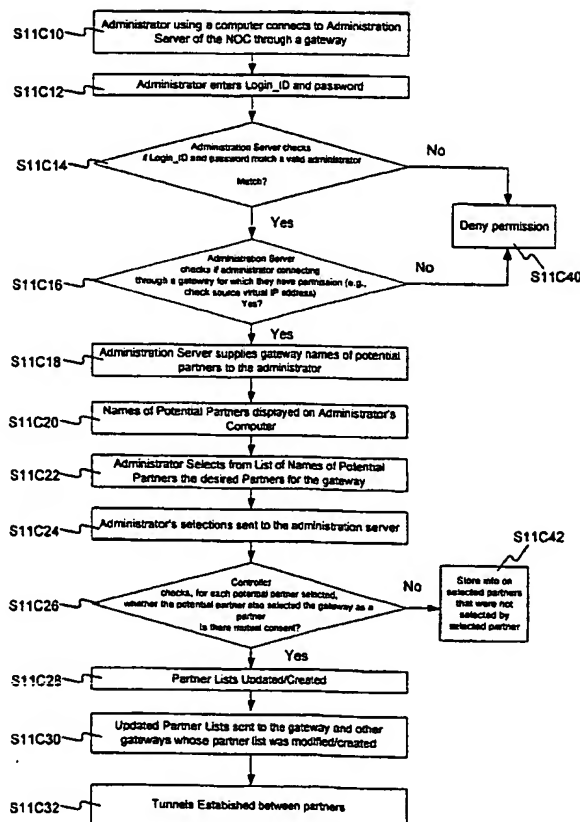 S11C10
Administrator using a computer connects to Administration
Server of the NOC through a gateway
S11C12
Administrator enters Login_ID and password
S11C14
Administration Server checks
if Login_ID and password match a valid administrator
Match?
No
Yes
Deny permission
S11C40
S11C16
Administration Server
checks if administrator connecting
through a gateway for which they have permission (e.g.,
check source virtual IP address)
Yes?
No
Yes
S11C18
Administration Server supplies gateway names of potential
partners to the administrator
S11C20
Names of Potential Partners displayed on Administrator's
Computer
S11C22
Administrator Selects from List of Names of Potential
Partners the desired Partners for the gateway
S11C24
Administrator's selections sent to the administration server
S11C42
S11C26
Controller
checks, for each potential partner selected,
whether the potential partner also selected the gateway as a
partner
Is there mutual consent?
No
Store info on
selected partners
that were not
selected by
selected partner
Yes
S11C28
Partner Lists Updated/Created
S11C30
Updated Partner Lists sent to the gateway and other
gateways whose partner list was modified/created
S11C32
Tunnels Established between partners